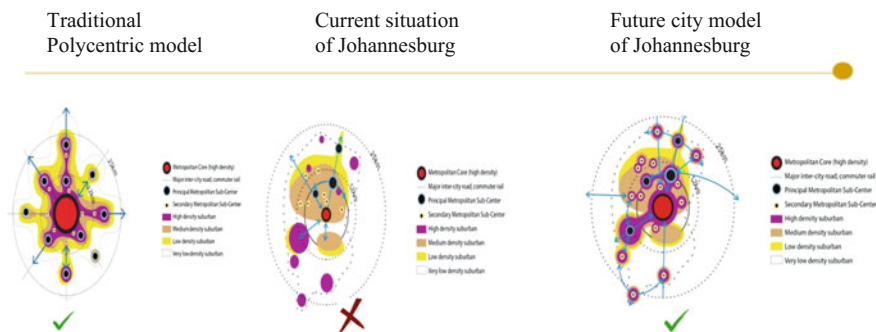 Traditional
Polycentric model
Current situation
of Johannesburg
Future city model
of Johannesburg
25km
Metropolitan Core (high density)
Major inter-city road, commuter rail
Principal Metropolitan Sub-Center
Secondary Metropolitan Sub-Center
High density suburban
Medium density suburban
Low density suburban
Very low density suburban
25km
Metropolitan Core (high density)
Major inter-city road, commuter rail
Principal Metropolitan Sub-Center
Secondary Metropolitan Sub-Center
High density suburban
Medium density suburban
Low density suburban
Very low density suburban
25km
Metropolitan Core (high density)
Major inter-city road, commuter rail
Principal Metropolitan Sub-Center
Secondary Metropolitan Sub-Center
High density suburban
Medium density suburban
Low density suburban
Very low density suburban